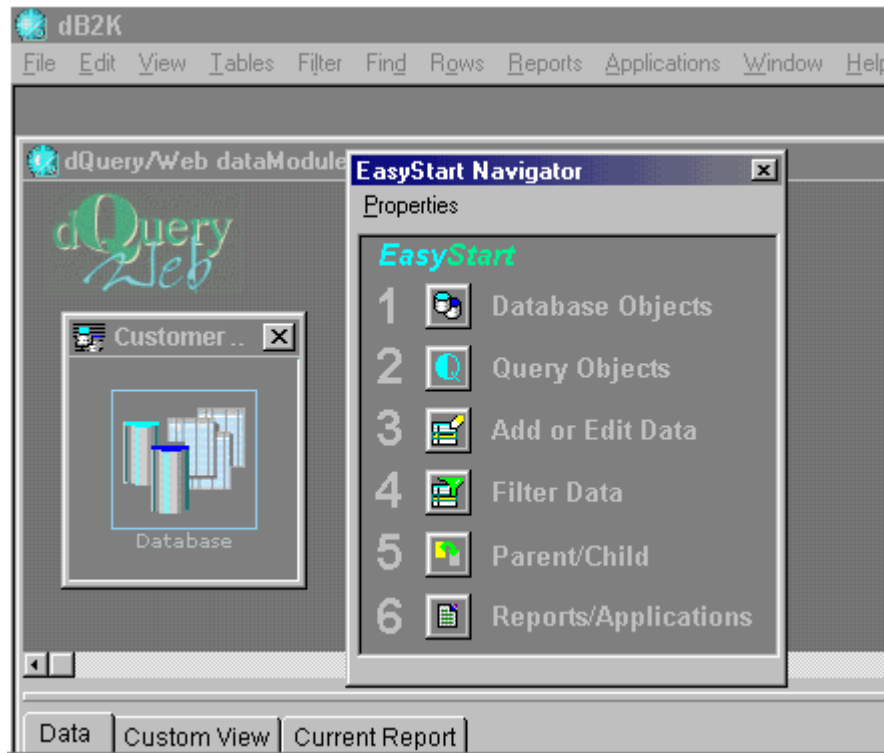 dB2K
File Edit View Tables Filter Find Rows Reports Applications Window Help
dQuery/Web dataModule
dQuery
Web
Customer ..
Database
EasyStart Navigator
Properties
EasyStart
1 Database Objects
2 Q Query Objects
3 Add or Edit Data
4 Filter Data
5 Parent/Child
6 Reports/Applications
Data Custom View Current Report